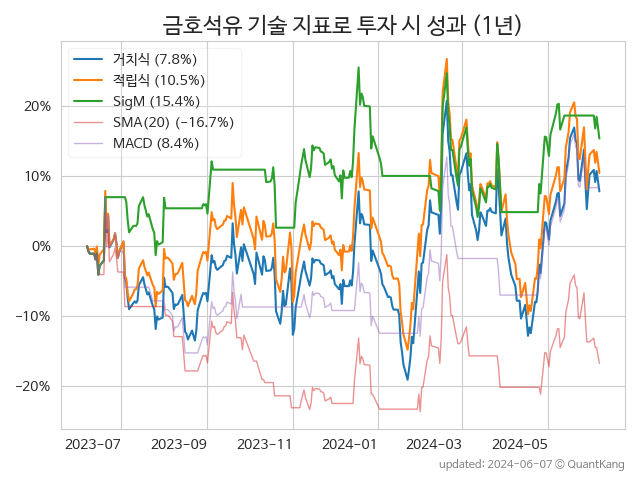 금호석유 기술 지표로 투자 시 성과 (1년)
거치식 (7.8%)
적립식 (10.5%)
SigM (15.4%)
SMA(20) (−16.7%)
MACD (8.4%)
20%
10%
0%
−10%
−20%
2023-07
2023-09
2023-11
2024-01
2024-03
2024-05
updated: 2024-06-07 © QuantKang